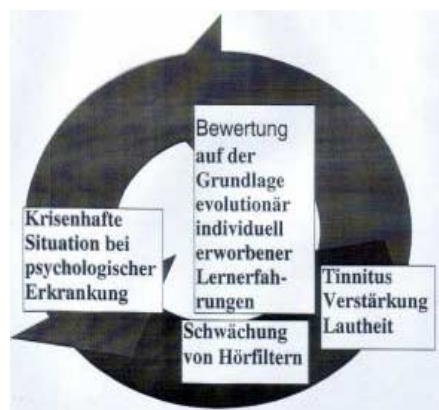 Bewertung
auf der
Grundlage
evolutionär
individuell
erworbener
Lernerfah-
rungen
Krisenhafte
Situation bei
psychologischer
Erkrankung
Tinnitus
Verstärkung
Lautheit
Schwächung
von Hörfiltern